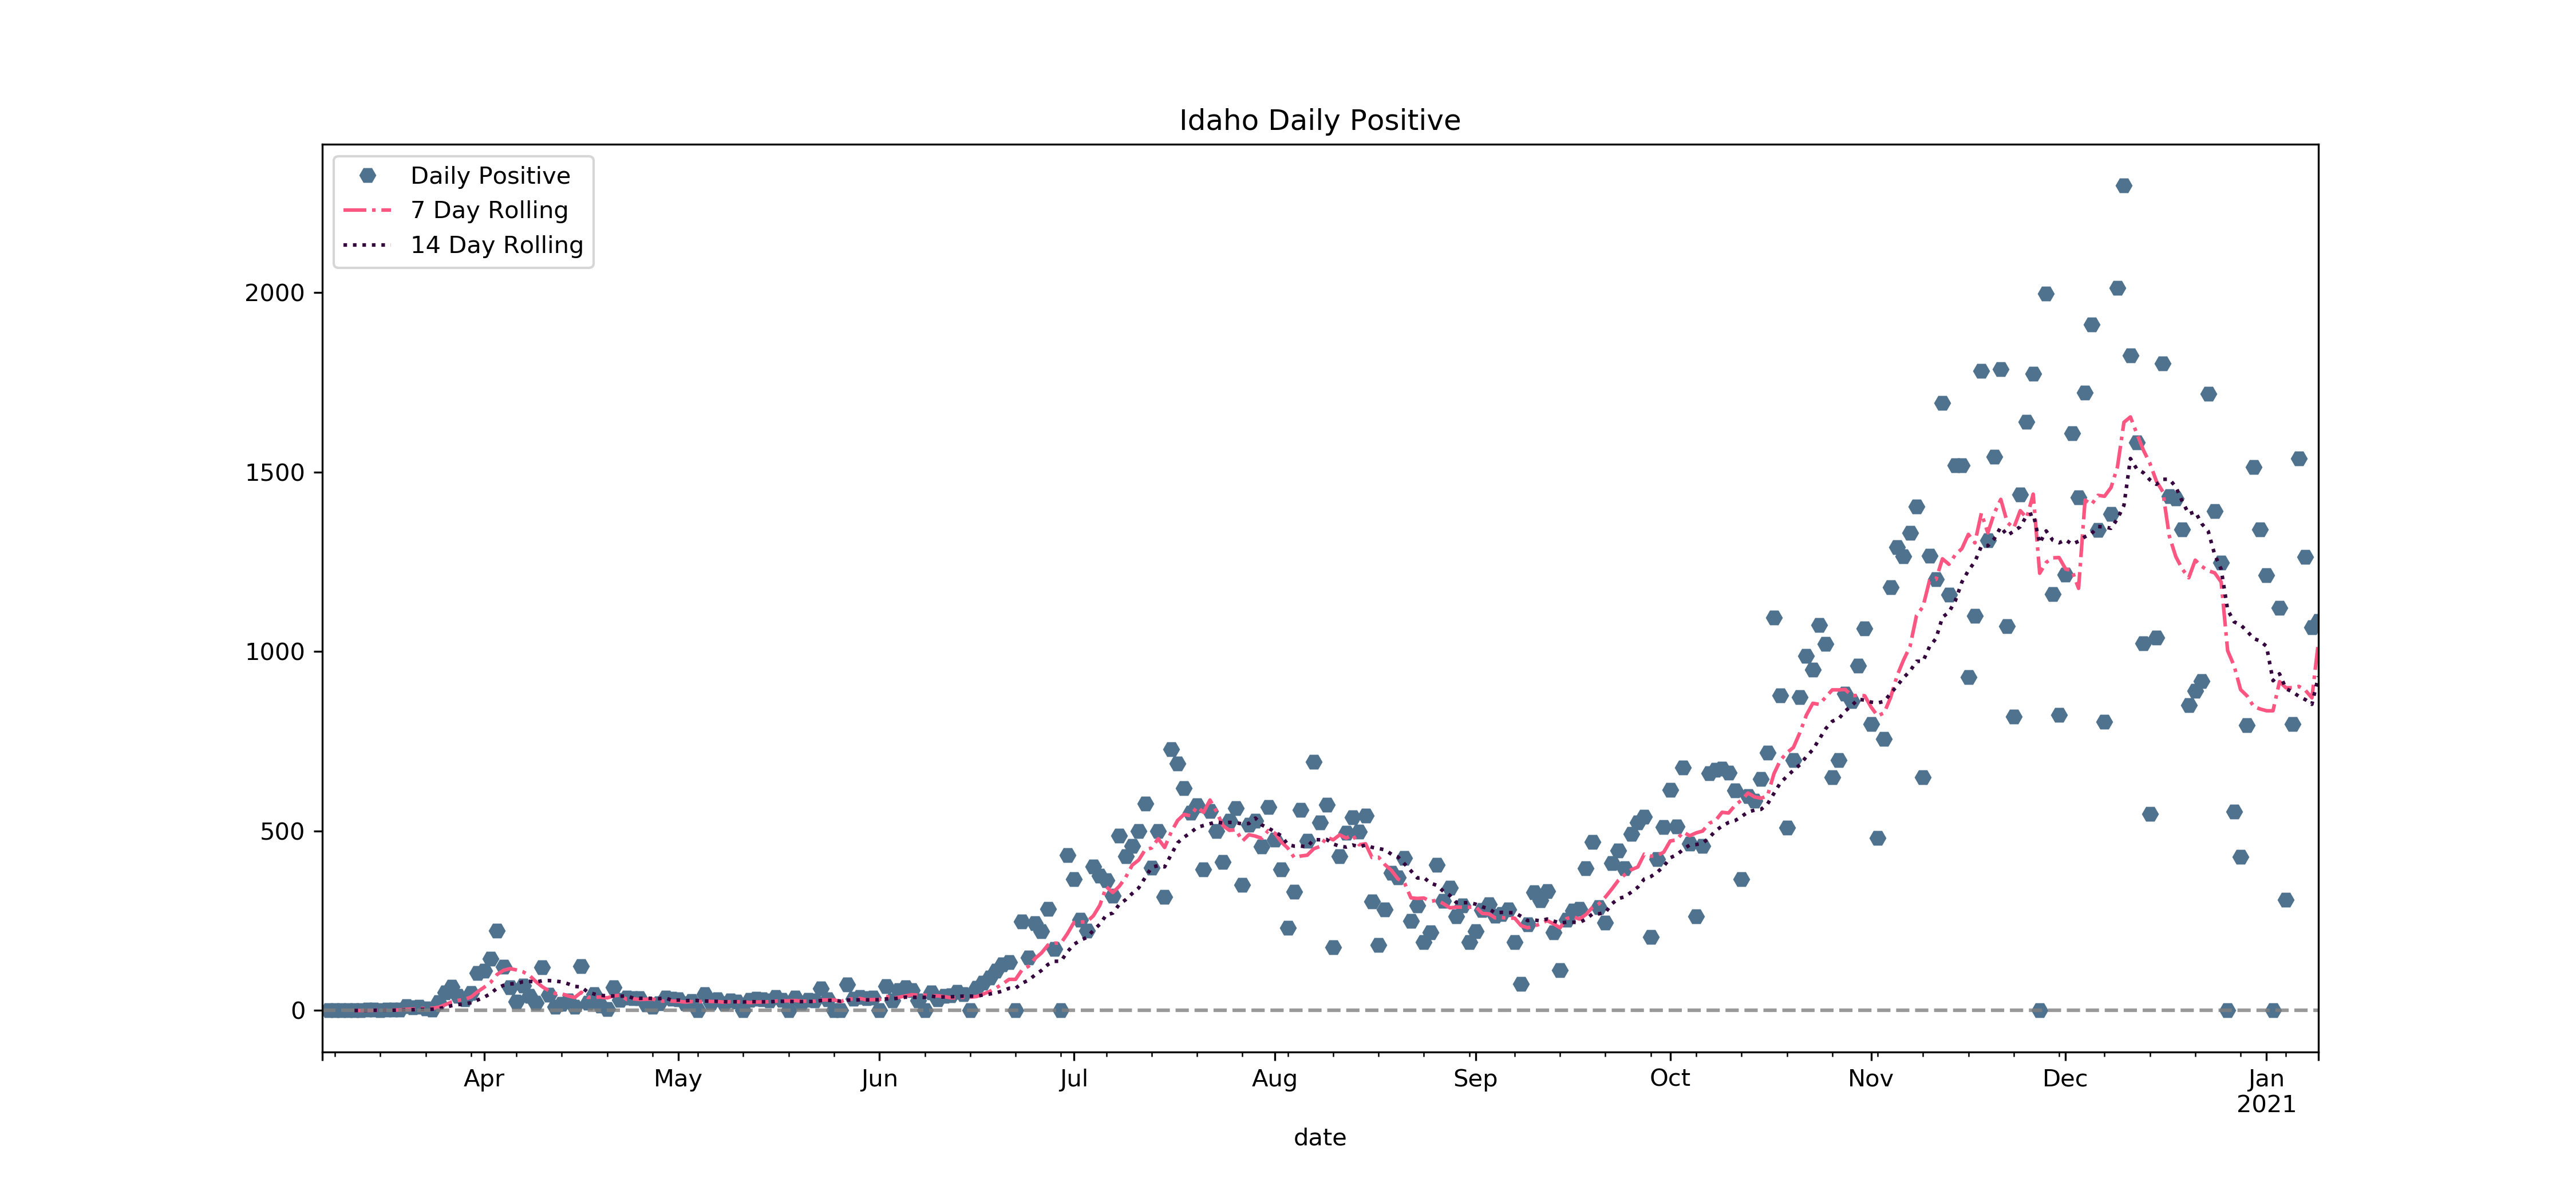 Idaho Daily Positive
Daily Positive
7 Day Rolling
14 Day Rolling
2000
1500
1000
500
0
Apr May Jun Jul Aug Sep Oct Nov Dec Jan
2021
date